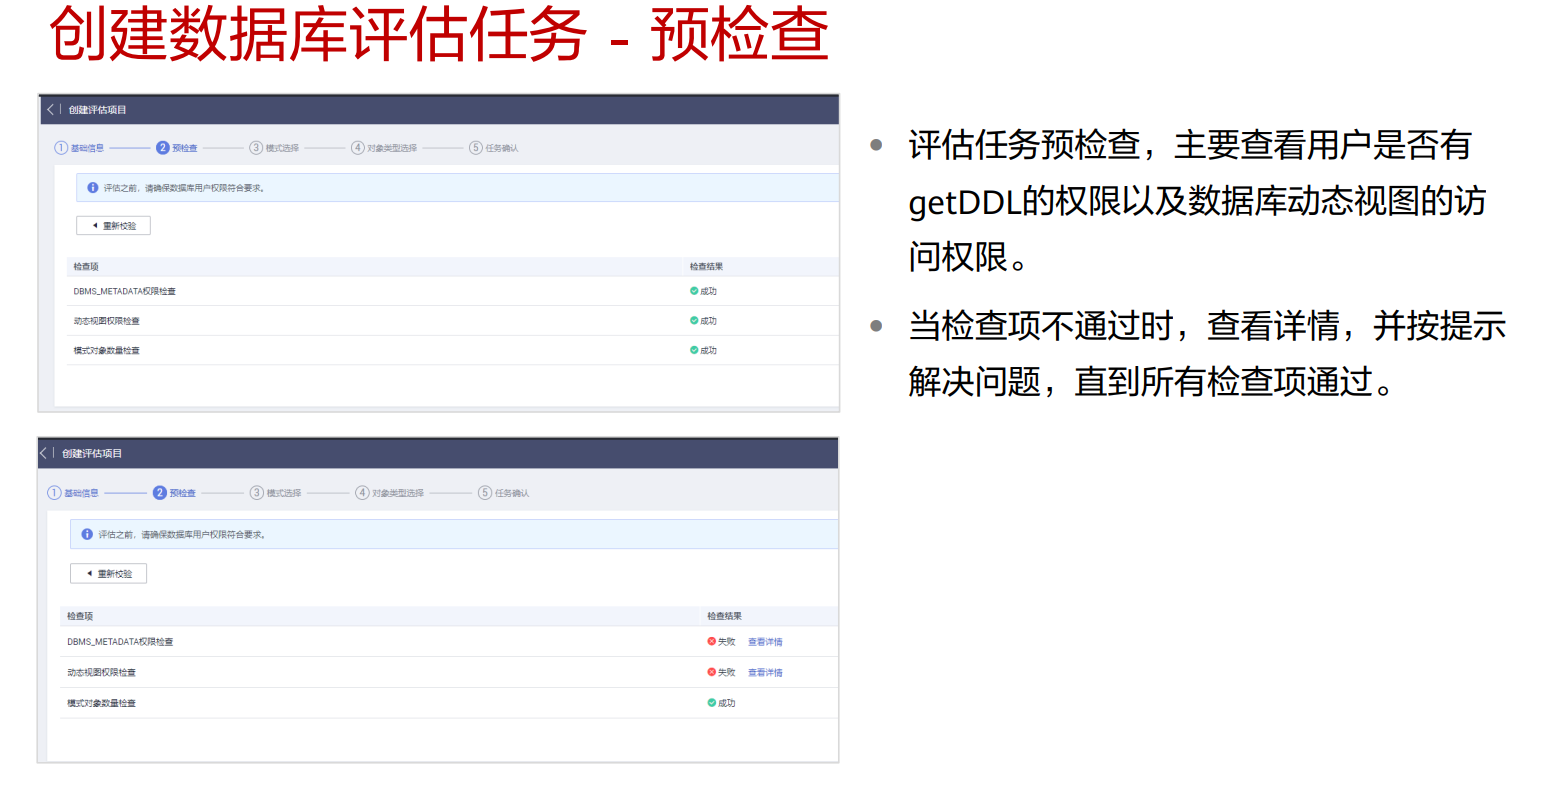 创建数据库评估任务 - 预检查
创建评估项目
1 基础信息 2 预检查 3 模式选择 4 对象类型选择 5 任务确认
评估之前，请确保数据库用户权限符合要求。
重新校验
检查项 检查结果
DBMS_METADATA权限检查 成功
动态视图权限检查 成功
模式对象数量检查 成功
创建评估项目
1 基础信息 2 预检查 3 模式选择 4 对象类型选择 5 任务确认
评估之前，请确保数据库用户权限符合要求。
重新校验
检查项 检查结果
DBMS_METADATA权限检查 失败 查看详情
动态视图权限检查 失败 查看详情
模式对象数量检查 成功
• 评估任务预检查，主要查看用户是否有
getDDL的权限以及数据库动态视图的访
问权限。
• 当检查项不通过时，查看详情，并按提示
解决问题，直到所有检查项通过。